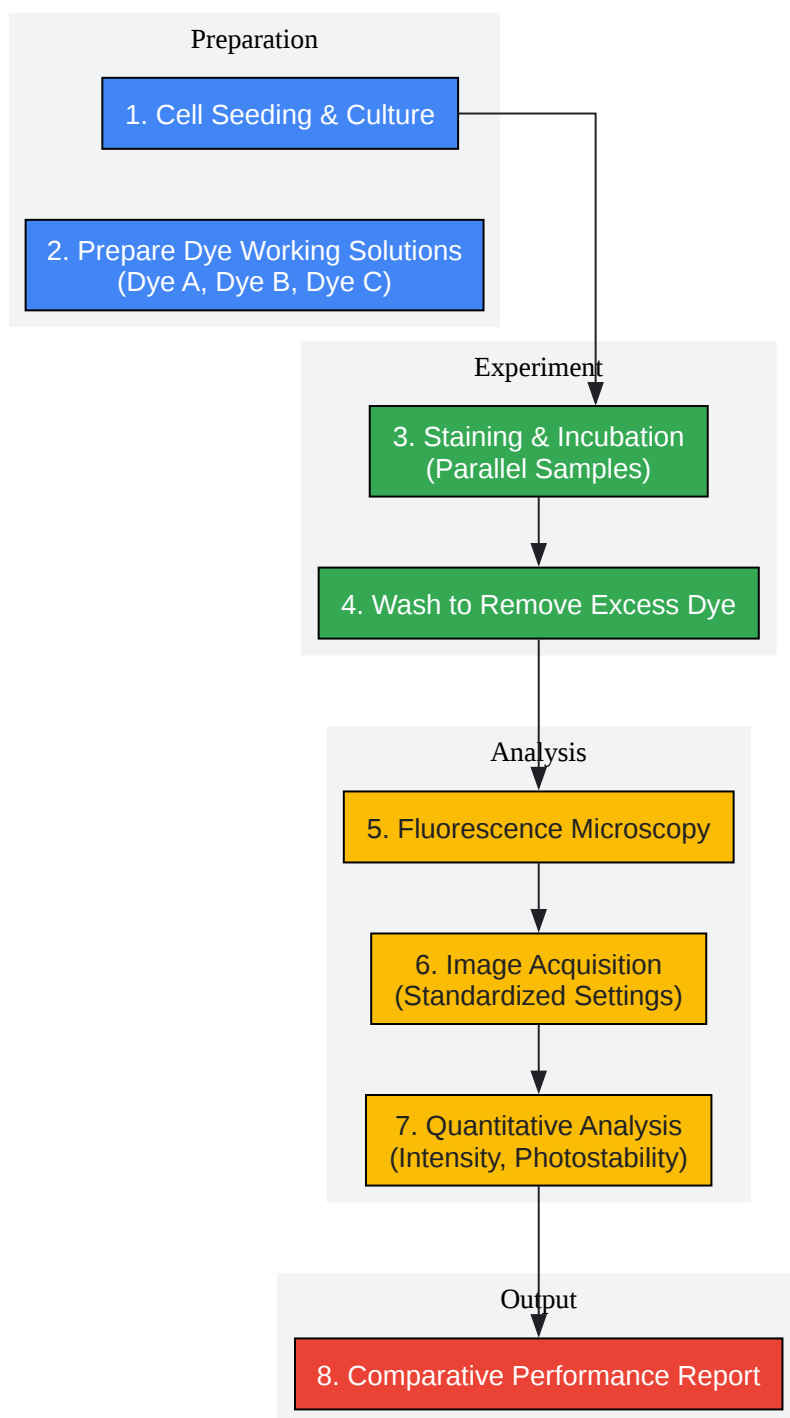 Preparation
1. Cell Seeding & Culture
2. Prepare Dye Working Solutions
(Dye A, Dye B, Dye C)
Experiment
3. Staining & Incubation
(Parallel Samples)
4. Wash to Remove Excess Dye
Analysis
5. Fluorescence Microscopy
6. Image Acquisition
(Standardized Settings)
7. Quantitative Analysis
(Intensity, Photostability)
Output
8. Comparative Performance Report